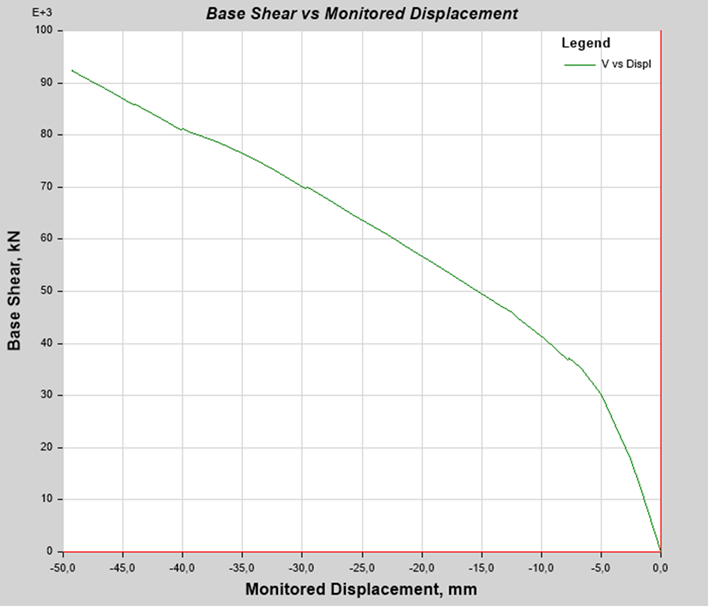 Base Shear vs Monitored Displacement
E+3
Legend
V vs Displ
100
90
80
70
60
50
40
30
20
10
0
Base Shear, kN
-50,0 -45,0 -40,0 -35,0 -30,0 -25,0 -20,0 -15,0 -10,0 -5,0 0,0
Monitored Displacement, mm